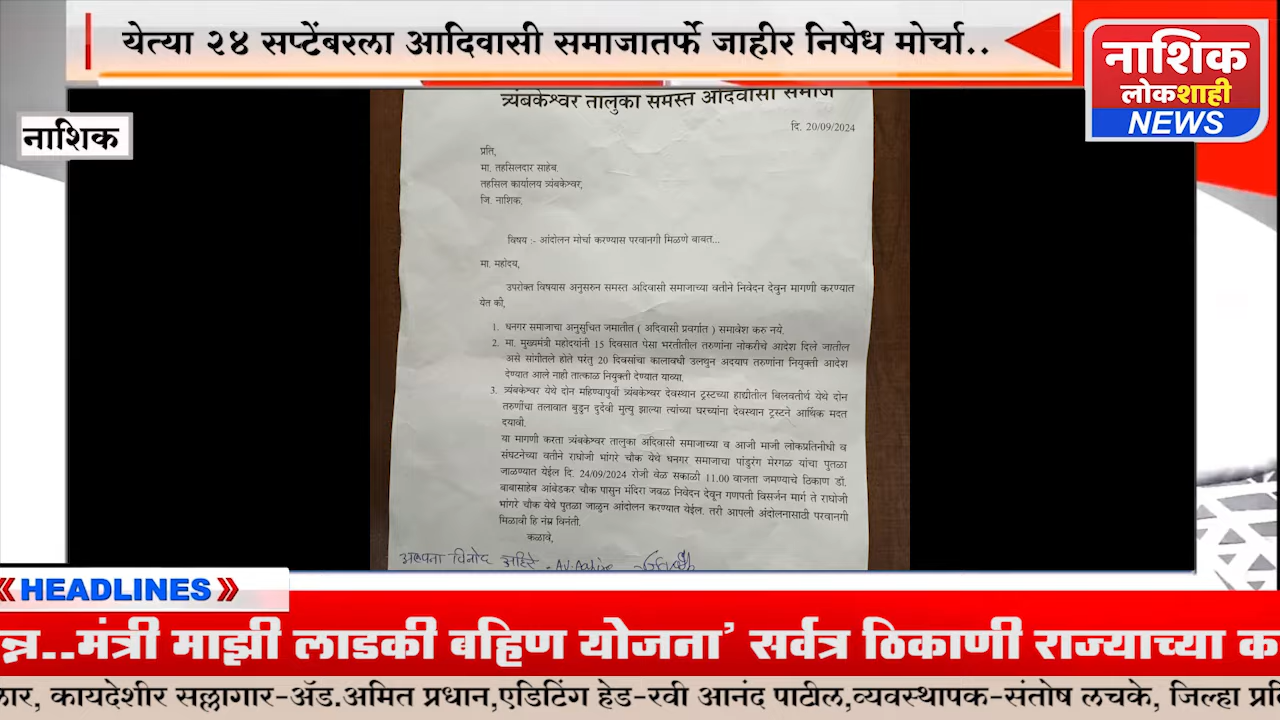 येत्या २४ सप्टेंबरला आदिवासी समाजातर्फे जाहीर निषेध मोर्चा..
नाशिक
लोकशाही
NEWS
नाशिक
त्र्यंबकेश्वर तालुका समस्त आदिवासी समाज
दि. 20/09/2024
प्रति,
मा. तहसिलदार साहेब.
तहसिल कार्यालय त्र्यंबकेश्वर,
जि. नाशिक.
विषय :- आंदोलन मोर्चा करण्यास परवानगी मिळणे बाबत...
मा. महोदय,
उपरोक्त विषयास अनुसरुन समस्त अदिवासी समाजाच्या वतीने निवेदन देवुन मागणी करण्यात
येत की,
1. धनगर समाजाचा अनुसुचित जमातीत ( अदिवासी प्रवर्गात ) समावेश करु नये.
2. मा. मुख्यमंत्री महोदयांनी 15 दिवसात पेसा भरतीतील तरुणांना नोकरीचे आदेश दिले जातील
असे सांगीतले होते परंतु 20 दिवसांचा कालावधी उलथुन अदयाप तरुणांना नियुक्ती आदेश
देण्यात आले नाही तात्काळ नियुक्ती देण्यात याव्या.
3. त्र्यंबकेश्वर येथे दोन महिण्यापुर्वी त्र्यंबकेश्वर देवस्थान ट्रस्टच्या हाद्यीतील बिलवतीर्थ येथे दोन
तरुणींचा तलावात बुडुन दुर्देवी मृत्यु झाल्या त्यांच्या घरच्यांना देवस्थान ट्रस्टने आर्थिक मदत
दयावी.
या मागणी करता त्र्यंबकेश्वर तालुका अदिवासी समाजाच्या व आजी माजी लोकप्रतिनीधी व
संघटनेच्या वतीने राघोजी भांगरे चौक येथे धनगर समाजाचा पांडुरंग मेरगळ यांचा पुतळा
जाळण्यात येईल दि. 24/09/2024 रोजी वेळ सकाळी 11.00 वाजता जमण्याचे ठिकाण डॉ.
बाबासाहेब आंबेडकर चौक पासुन मंदिरा जवळ निवेदन देवून गणपती विसर्जन मार्ग ते राघोजी
भांगरे चौक येथे पुतळा जाळुन आंदोलन करण्यात येईल. तरी आपली अंदोलनासाठी परवानगी
मिळावी हि नंम्र विनंती.
कळावे,
विनोद अहिरे
HEADLINES
न्न..मंत्री माझी लाडकी बहिण योजना’ सर्वत्र ठिकाणी राज्याच्या क
लार, कायदेशीर सल्लागार-ॲड.अमित प्रधान,एडिटिंग हेड-रवी आनंद पाटील,व्यवस्थापक-संतोष लचके, जिल्हा प्रति